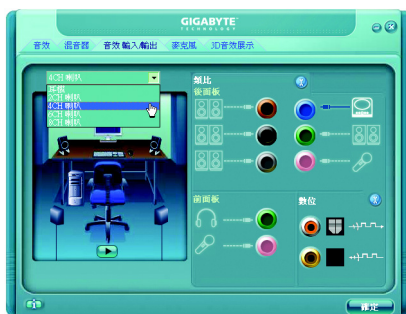 GIGABYTE
TECHNOLOGY
音效 混音器 音效輸入/輸出 麥克風 3D音效展示
4CH 喇叭
耳機
2CH 喇叭
4CH 喇叭
6CH 喇叭
8CH 喇叭
類比
後面板
前面板
數位
確定